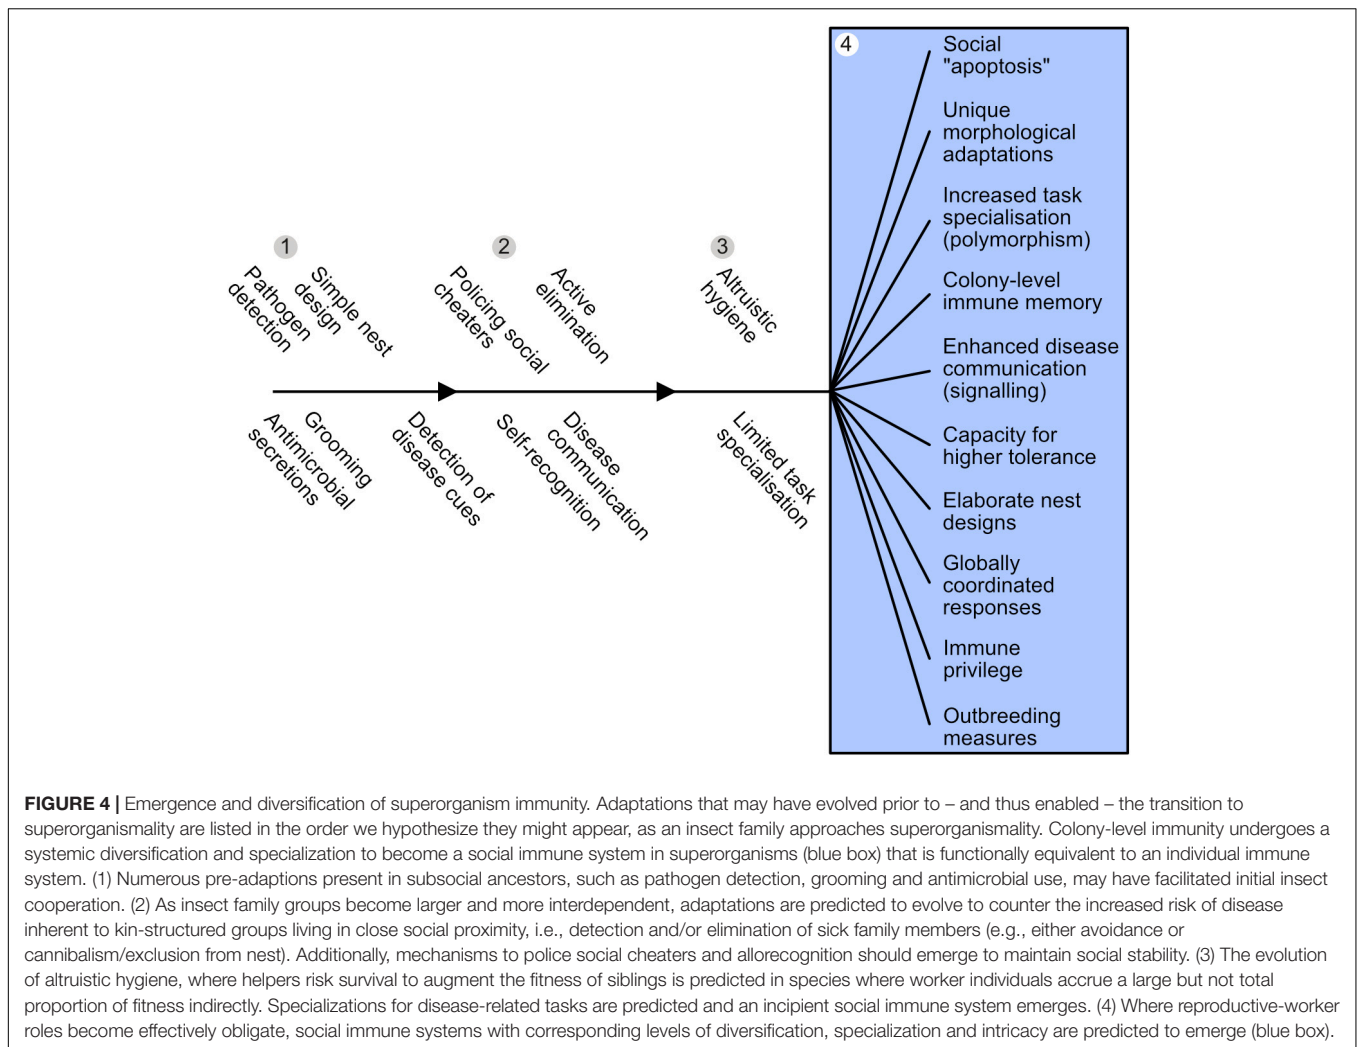 1
Pathogen
detection
Simple nest
design
2
Policing social
cheaters
Active
elimination
3
Altruistic
hygiene
Antimicrobial
secretions
Grooming
Detection of
disease cues
Self-recognition
Disease
communication
Limited task
specialisation
4
Social
"apoptosis"
Unique
morphological
adaptations
Increased task
specialisation
(polymorphism)
Colony-level
immune memory
Enhanced disease
communication
(signalling)
Capacity for
higher tolerance
Elaborate nest
designs
Globally
coordinated
responses
Immune
privilege
Outbreeding
measures
FIGURE 4 | Emergence and diversification of superorganism immunity. Adaptations that may have evolved prior to – and thus enabled – the transition to
superorganismality are listed in the order we hypothesize they might appear, as an insect family approaches superorganismality. Colony-level immunity undergoes a
systemic diversification and specialization to become a social immune system in superorganisms (blue box) that is functionally equivalent to an individual immune
system. (1) Numerous pre-adaptions present in subsocial ancestors, such as pathogen detection, grooming and antimicrobial use, may have facilitated initial insect
cooperation. (2) As insect family groups become larger and more interdependent, adaptations are predicted to evolve to counter the increased risk of disease
inherent to kin-structured groups living in close social proximity, i.e., detection and/or elimination of sick family members (e.g., either avoidance or
cannibalism/exclusion from nest). Additionally, mechanisms to police social cheaters and allorecognition should emerge to maintain social stability. (3) The evolution
of altruistic hygiene, where helpers risk survival to augment the fitness of siblings is predicted in species where worker individuals accrue a large but not total
proportion of fitness indirectly. Specializations for disease-related tasks are predicted and an incipient social immune system emerges. (4) Where reproductive-worker
roles become effectively obligate, social immune systems with corresponding levels of diversification, specialization and intricacy are predicted to emerge (blue box).